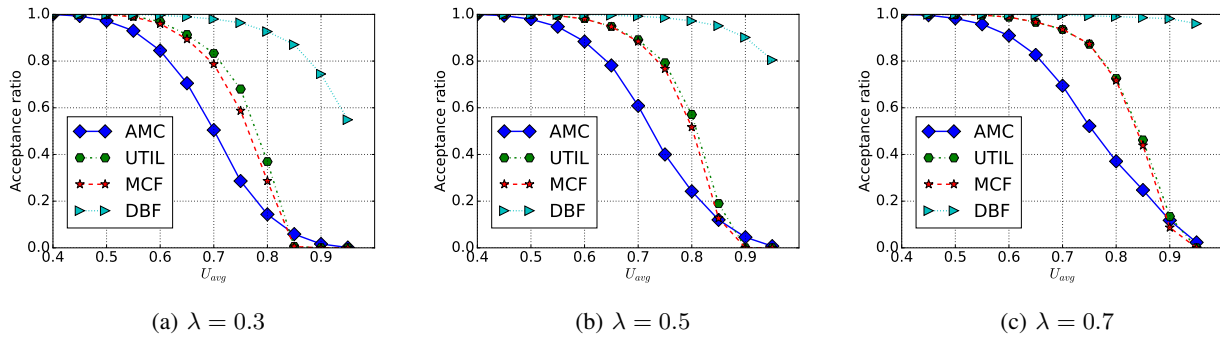 Acceptance ratio
1.0
0.8
0.6
0.4
0.2
0.0
AMC
UTIL
MCF
DBF
0.4 0.5 0.6 0.7 0.8 0.9
U_avg
(a) λ = 0.3
Acceptance ratio
1.0
0.8
0.6
0.4
0.2
0.0
AMC
UTIL
MCF
DBF
0.4 0.5 0.6 0.7 0.8 0.9
U_avg
(b) λ = 0.5
Acceptance ratio
1.0
0.8
0.6
0.4
0.2
0.0
AMC
UTIL
MCF
DBF
0.4 0.5 0.6 0.7 0.8 0.9
U_avg
(c) λ = 0.7